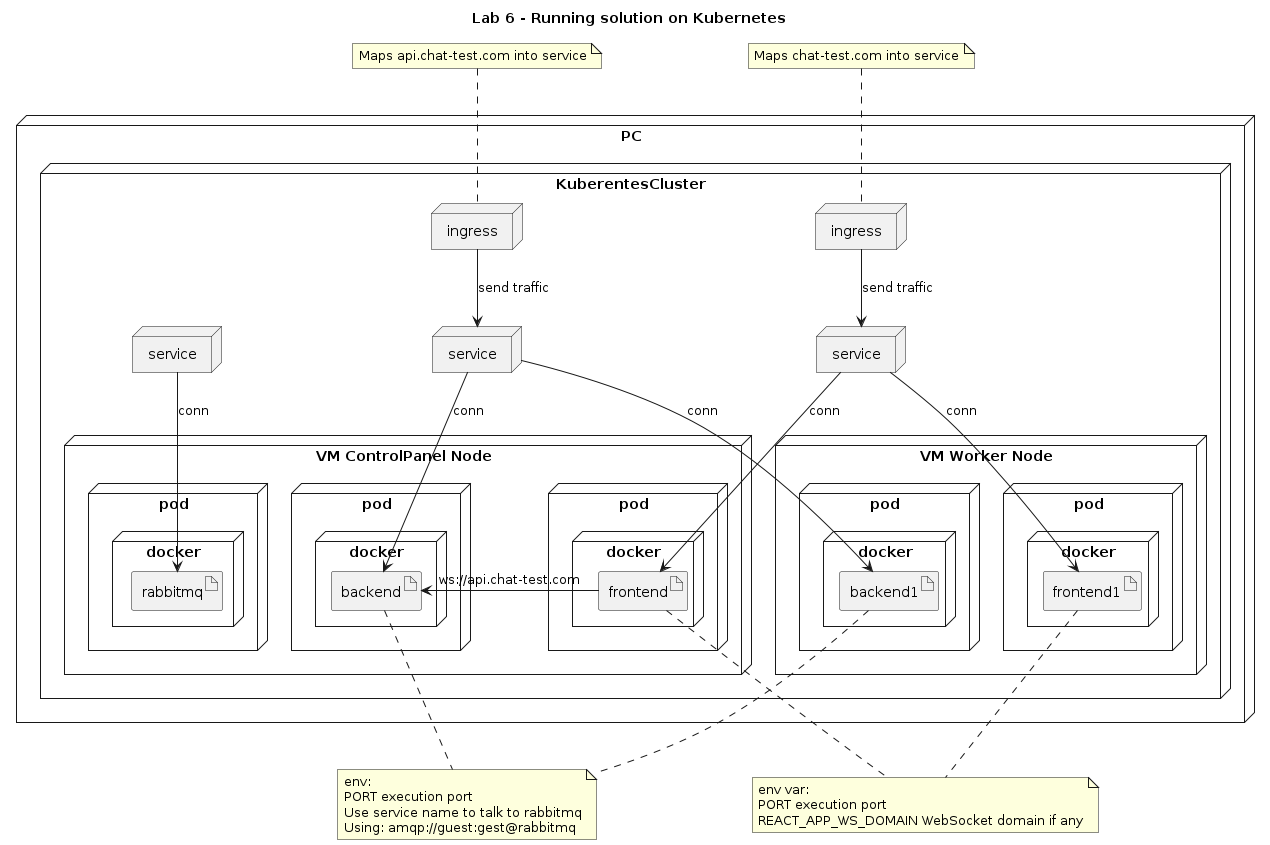 Lab 6 - Running solution on Kubernetes
Maps api.chat-test.com into service
Maps chat-test.com into service
PC
KuberentesCluster
ingress
ingress
send traffic
send traffic
service
service
service
conn
conn
conn
conn
conn
VM ControlPanel Node
VM Worker Node
pod
pod
pod
pod
pod
docker
docker
docker
docker
docker
ws://api.chat-test.com
rabbitmq
backend
frontend
backend1
frontend1
env:
PORT execution port
Use service name to talk to rabbitmq
Using: amqp://guest:gest@rabbitmq
env var:
PORT execution port
REACT_APP_WS_DOMAIN WebSocket domain if any